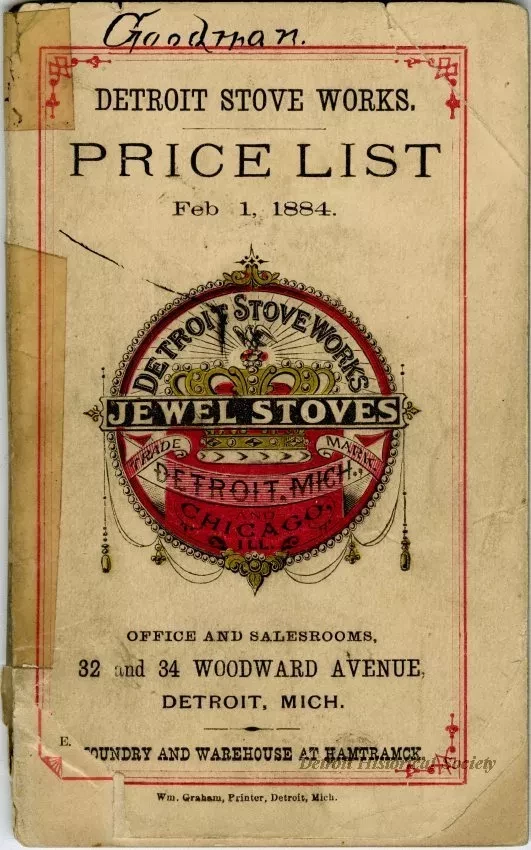 Goodman.
DETROIT STOVE WORKS.
PRICE LIST
Feb 1, 1884.
DETROIT STOVE WORKS
JEWEL STOVES
TRADE MARK
DETROIT, MICH.,
AND
CHICAGO,
ILL.
OFFICE AND SALESROOMS,
32 and 34 WOODWARD AVENUE,
DETROIT, MICH.
E.
FOUNDRY AND WAREHOUSE AT HAMTRAMCK.
Detroit Historical Society
Wm. Graham, Printer, Detroit, Mich.